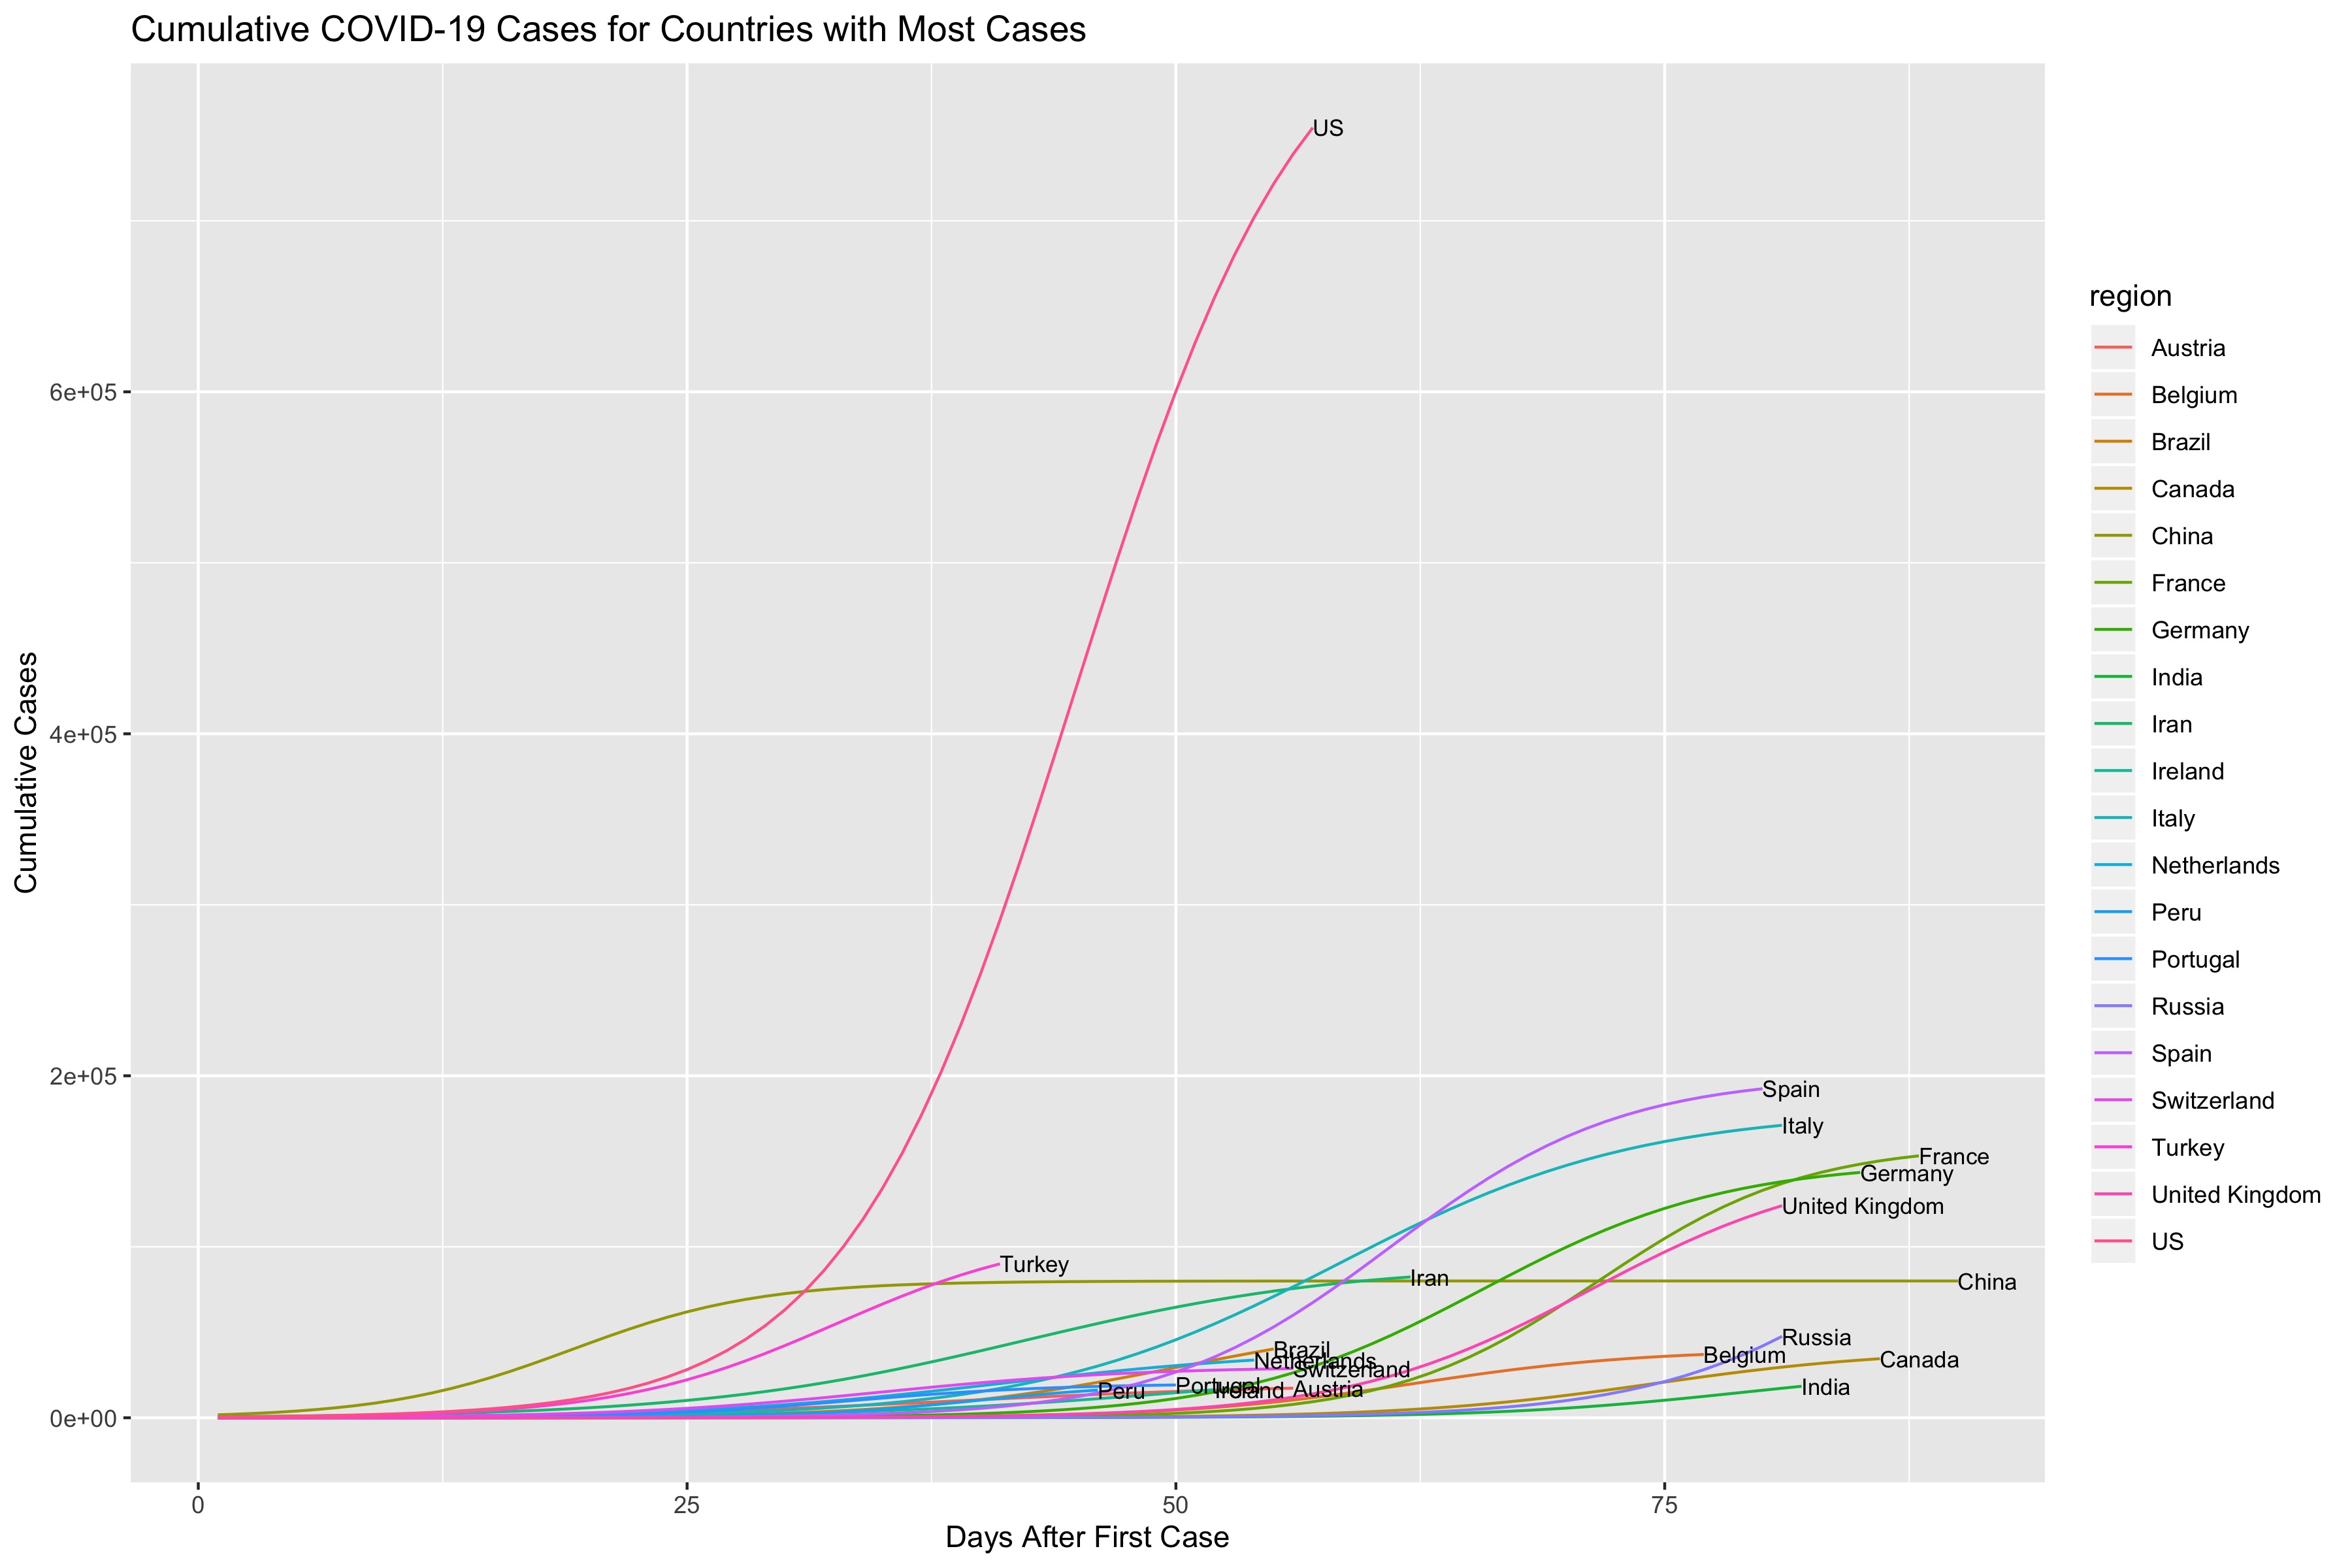 Cumulative COVID-19 Cases for Countries with Most Cases
Cumulative Cases
6e+05
4e+05
2e+05
0e+00
US
Spain
Italy
France
Germany
United Kingdom
Turkey
Iran
China
Russia
Brazil
Netherlands
Belgium
Canada
Switzerland
Portugal
India
Peru
Ireland
Austria
0
25
50
75
Days After First Case
region
Austria
Belgium
Brazil
Canada
China
France
Germany
India
Iran
Ireland
Italy
Netherlands
Peru
Portugal
Russia
Spain
Switzerland
Turkey
United Kingdom
US